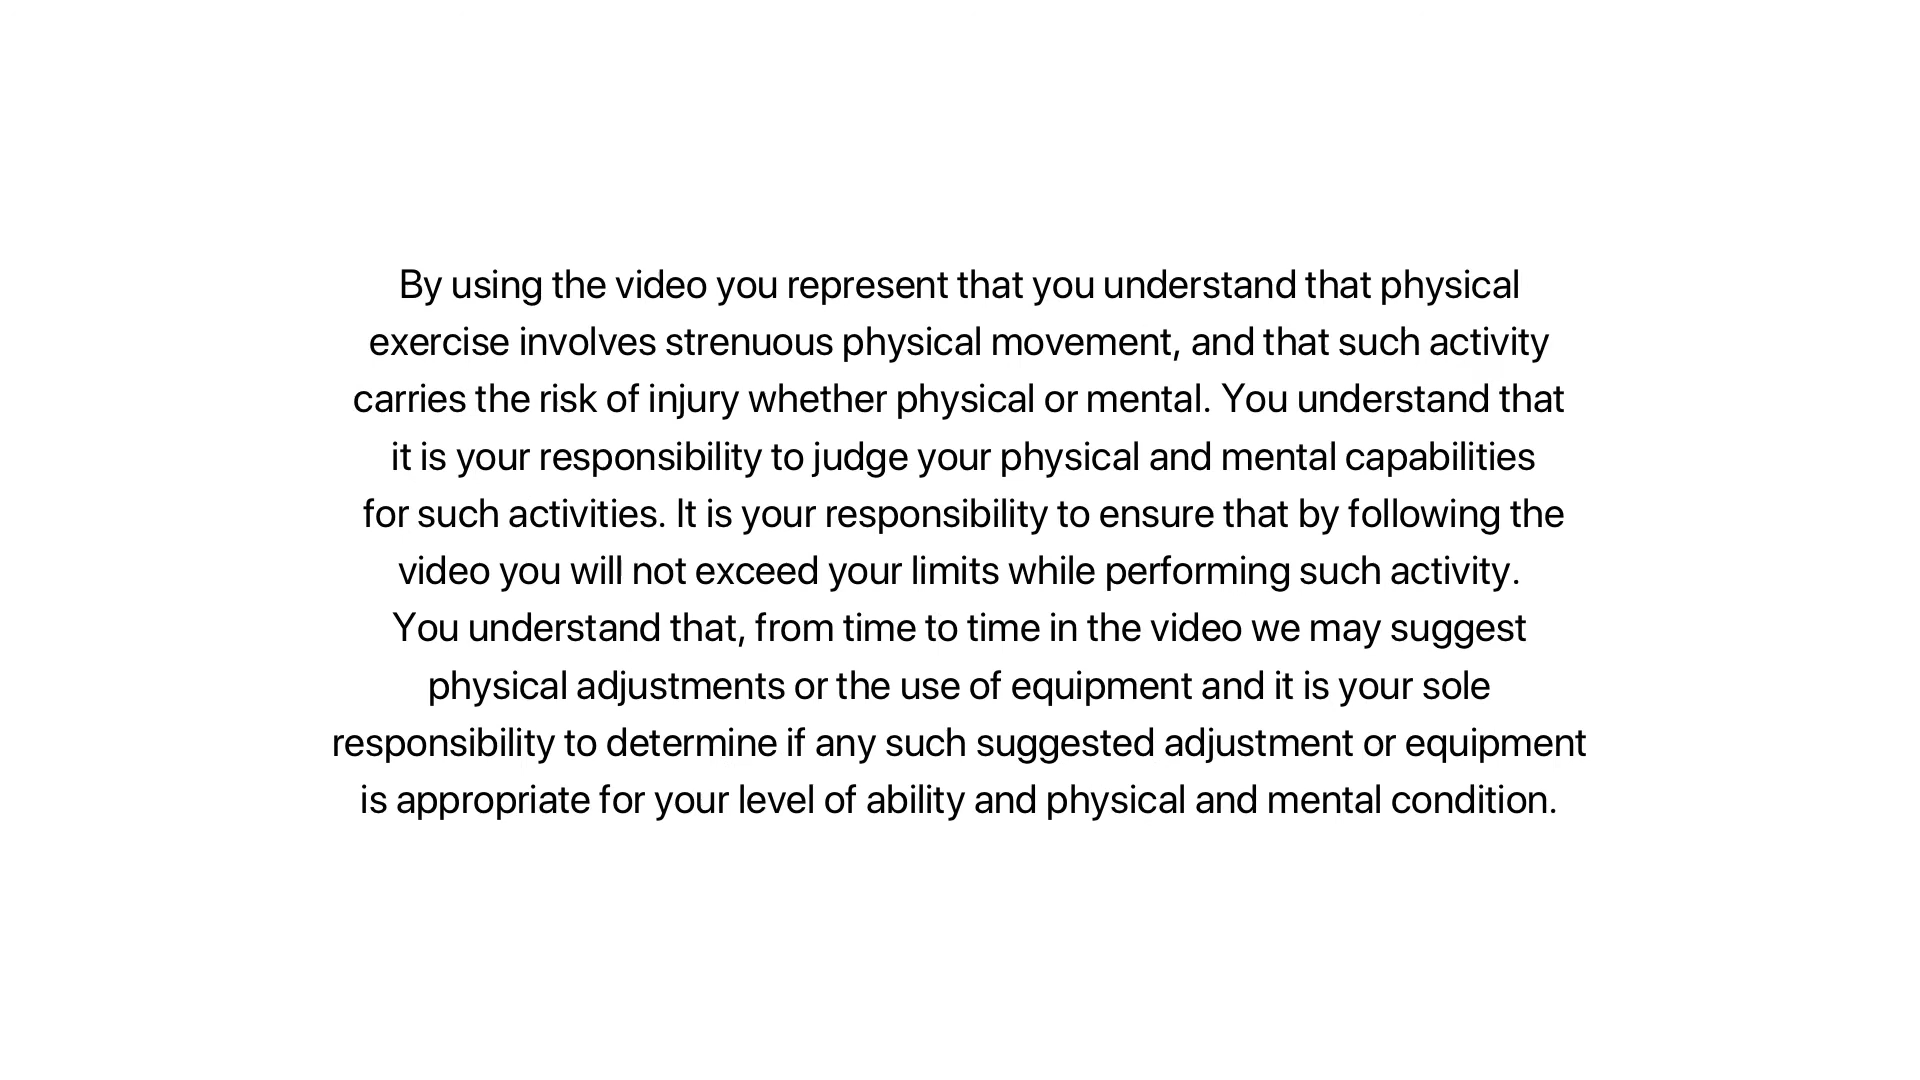 By using the video you represent that you understand that physical
exercise involves strenuous physical movement, and that such activity
carries the risk of injury whether physical or mental. You understand that
it is your responsibility to judge your physical and mental capabilities
for such activities. It is your responsibility to ensure that by following the
video you will not exceed your limits while performing such activity.
You understand that, from time to time in the video we may suggest
physical adjustments or the use of equipment and it is your sole
responsibility to determine if any such suggested adjustment or equipment
is appropriate for your level of ability and physical and mental condition.